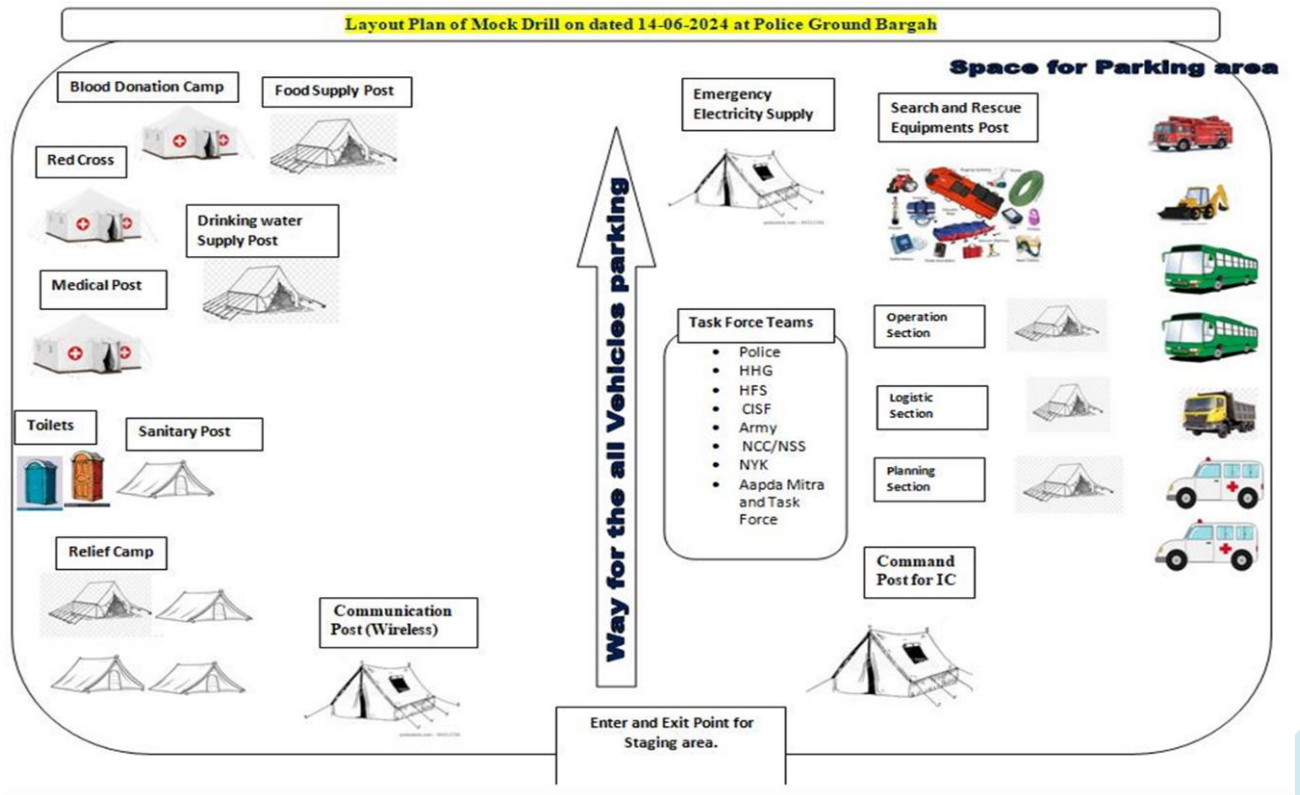 Layout Plan of Mock Drill on dated 14-06-2024 at Police Ground Bargah
Space for Parking area
Blood Donation Camp
Food Supply Post
Red Cross
Drinking water
Supply Post
Medical Post
Toilets
Sanitary Post
Relief Camp
Communication
Post (Wireless)
Way for the all Vehicles parking
Emergency
Electricity Supply
Search and Rescue
Equipments Post
Task Force Teams
• Police
• HHG
• HFS
• CISF
• Army
• NCC/NSS
• NYK
• Aapda Mitra
and Task
Force
Operation
Section
Logistic
Section
Planning
Section
Command
Post for IC
Enter and Exit Point for
Staging area.